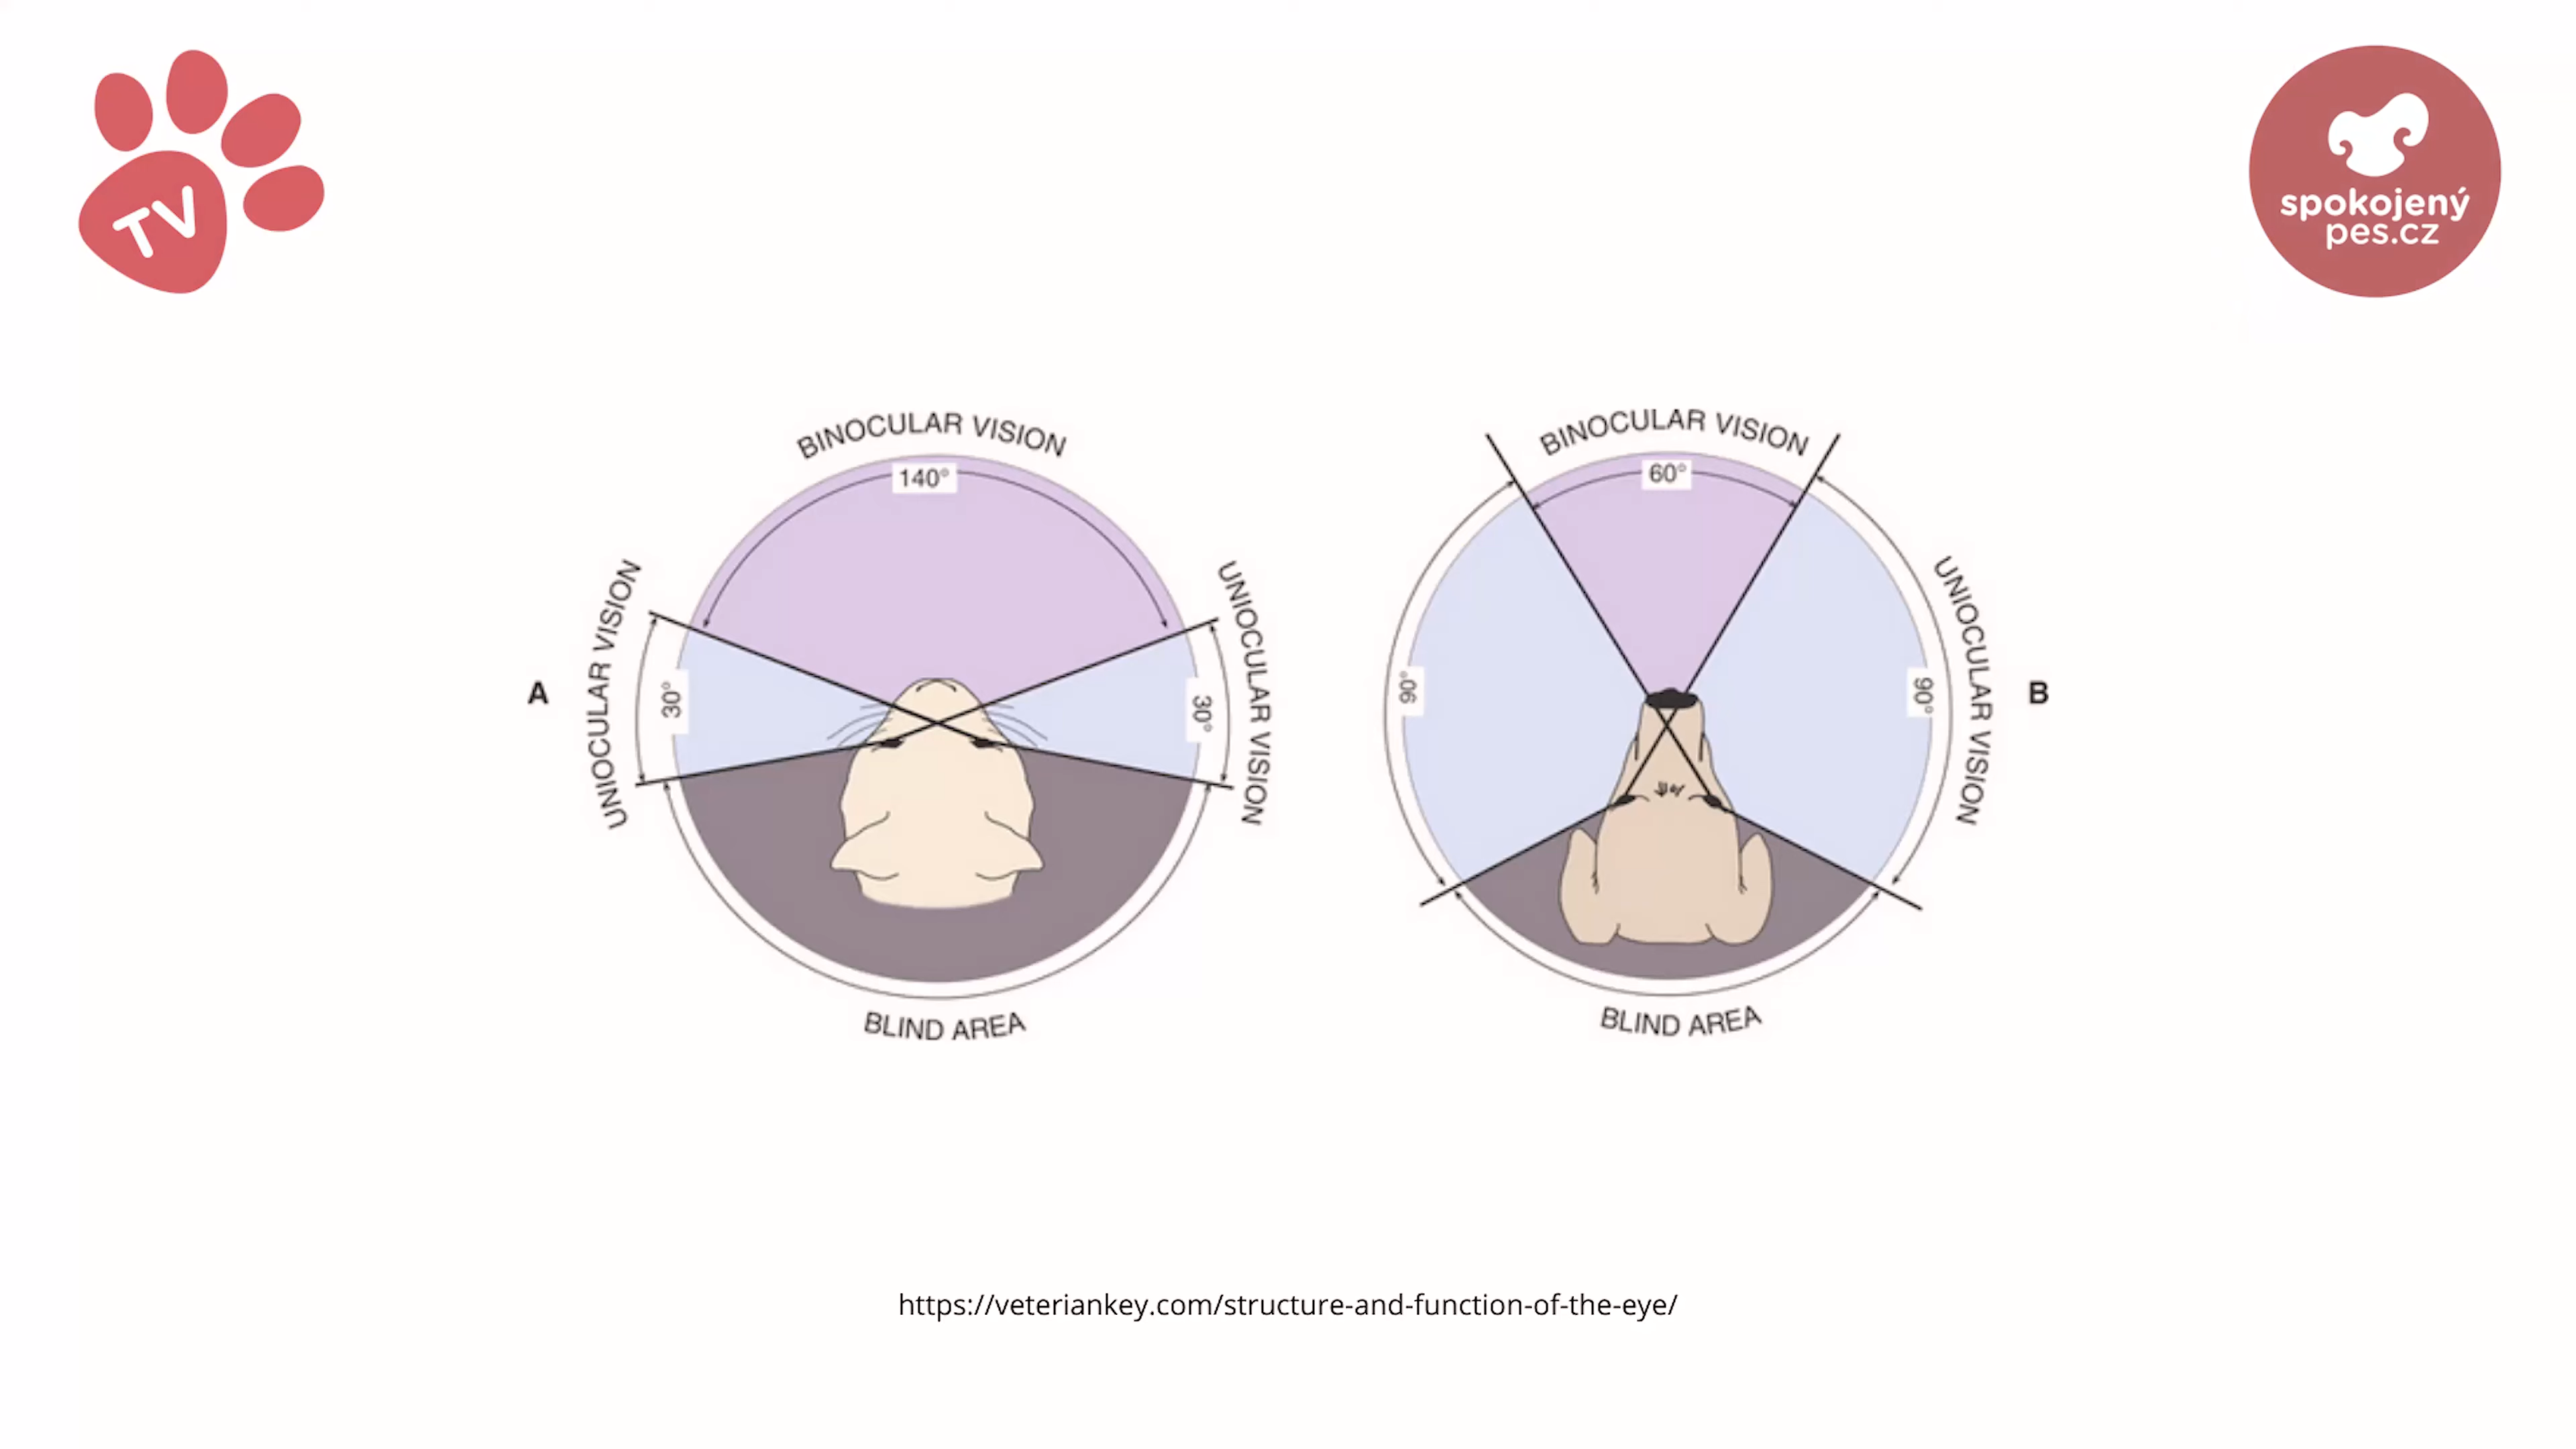 TV
spokojený
pes.cz
BINOCULAR VISION
140°
UNIOCULAR VISION
30°
30°
UNIOCULAR VISION
A
BLIND AREA
BINOCULAR VISION
60°
90°
90°
UNIOCULAR VISION
B
BLIND AREA
https://veteriankey.com/structure-and-function-of-the-eye/